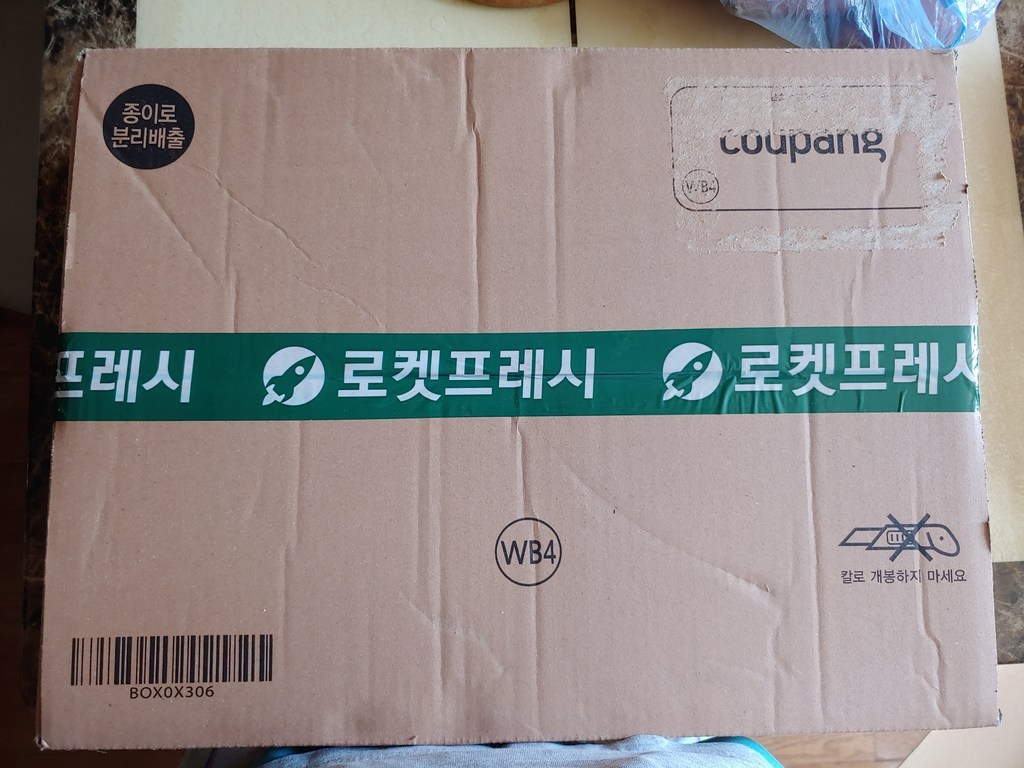 종이로
분리배출
coupang
WB4
프레시 로켓프레시 로켓프레시
WB4
칼로 개봉하지 마세요
BOX0X306